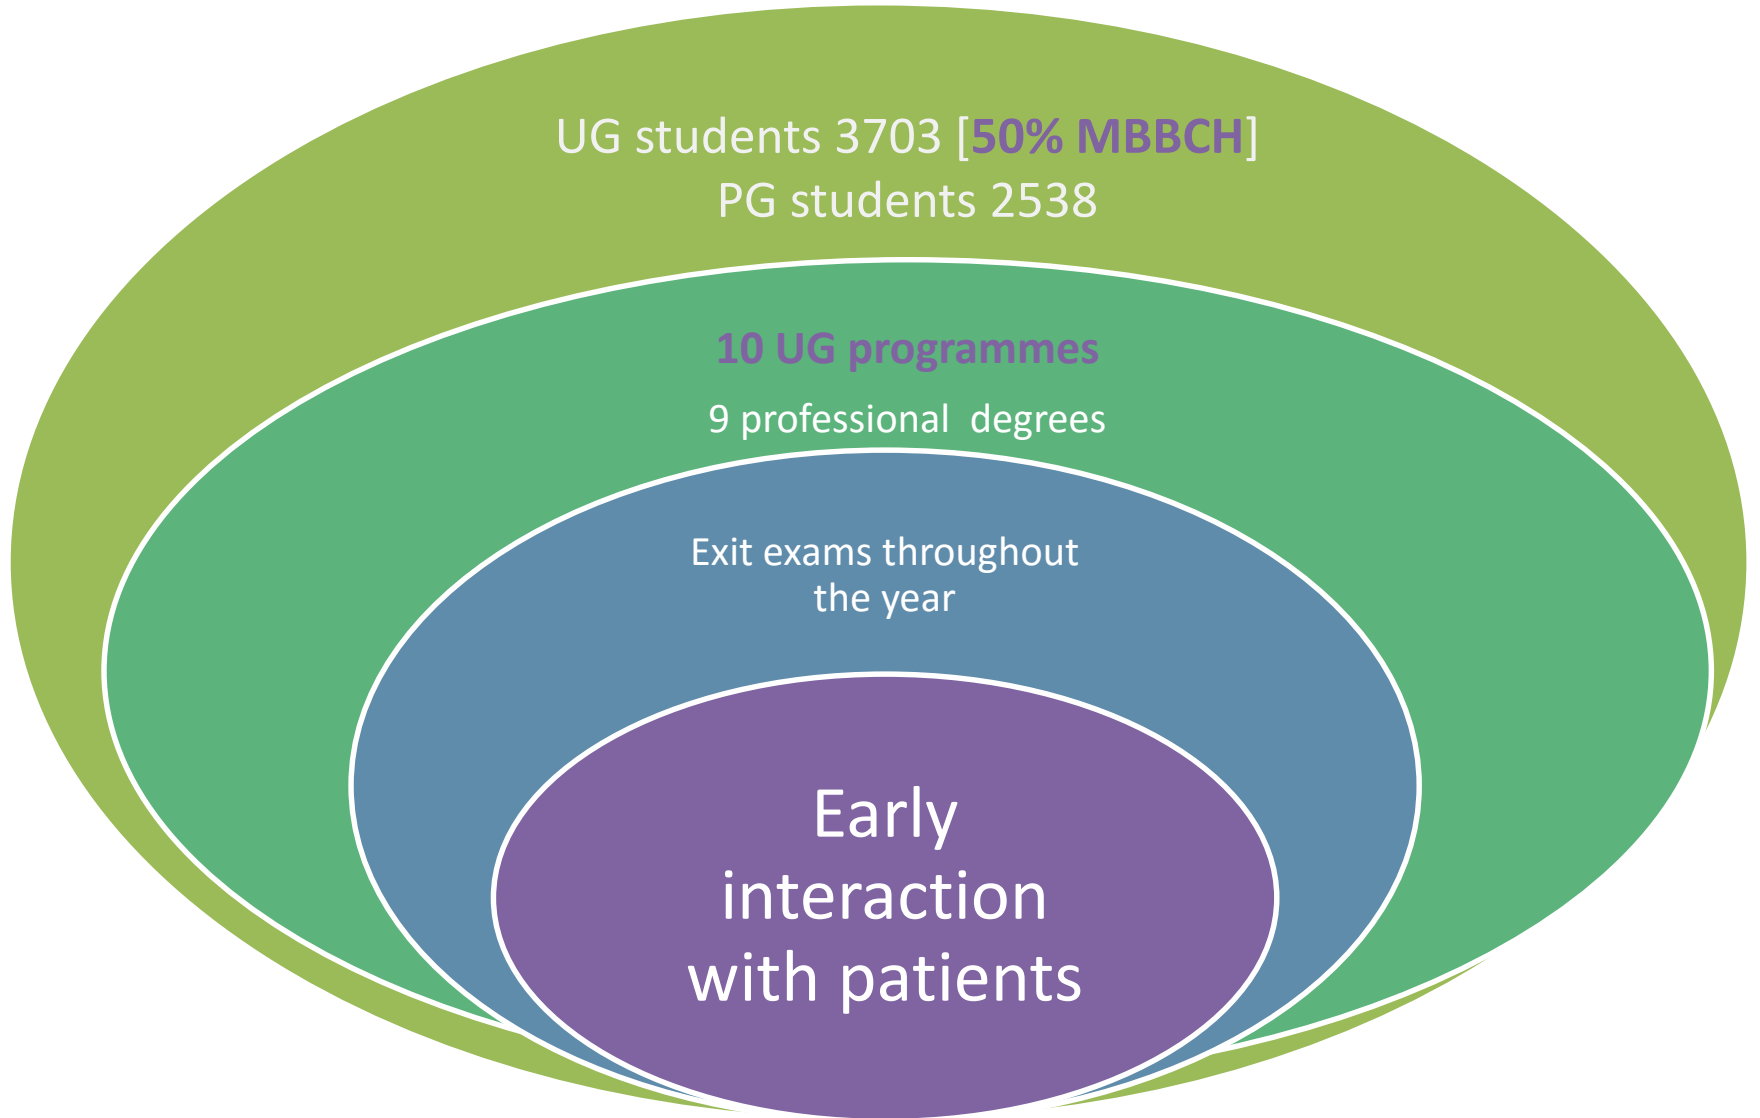 UG students 3703 [50% MBBCH]
PG students 2538
10 UG programmes
9 professional  degrees
Exit exams throughout
the year
Early
interaction
with patients